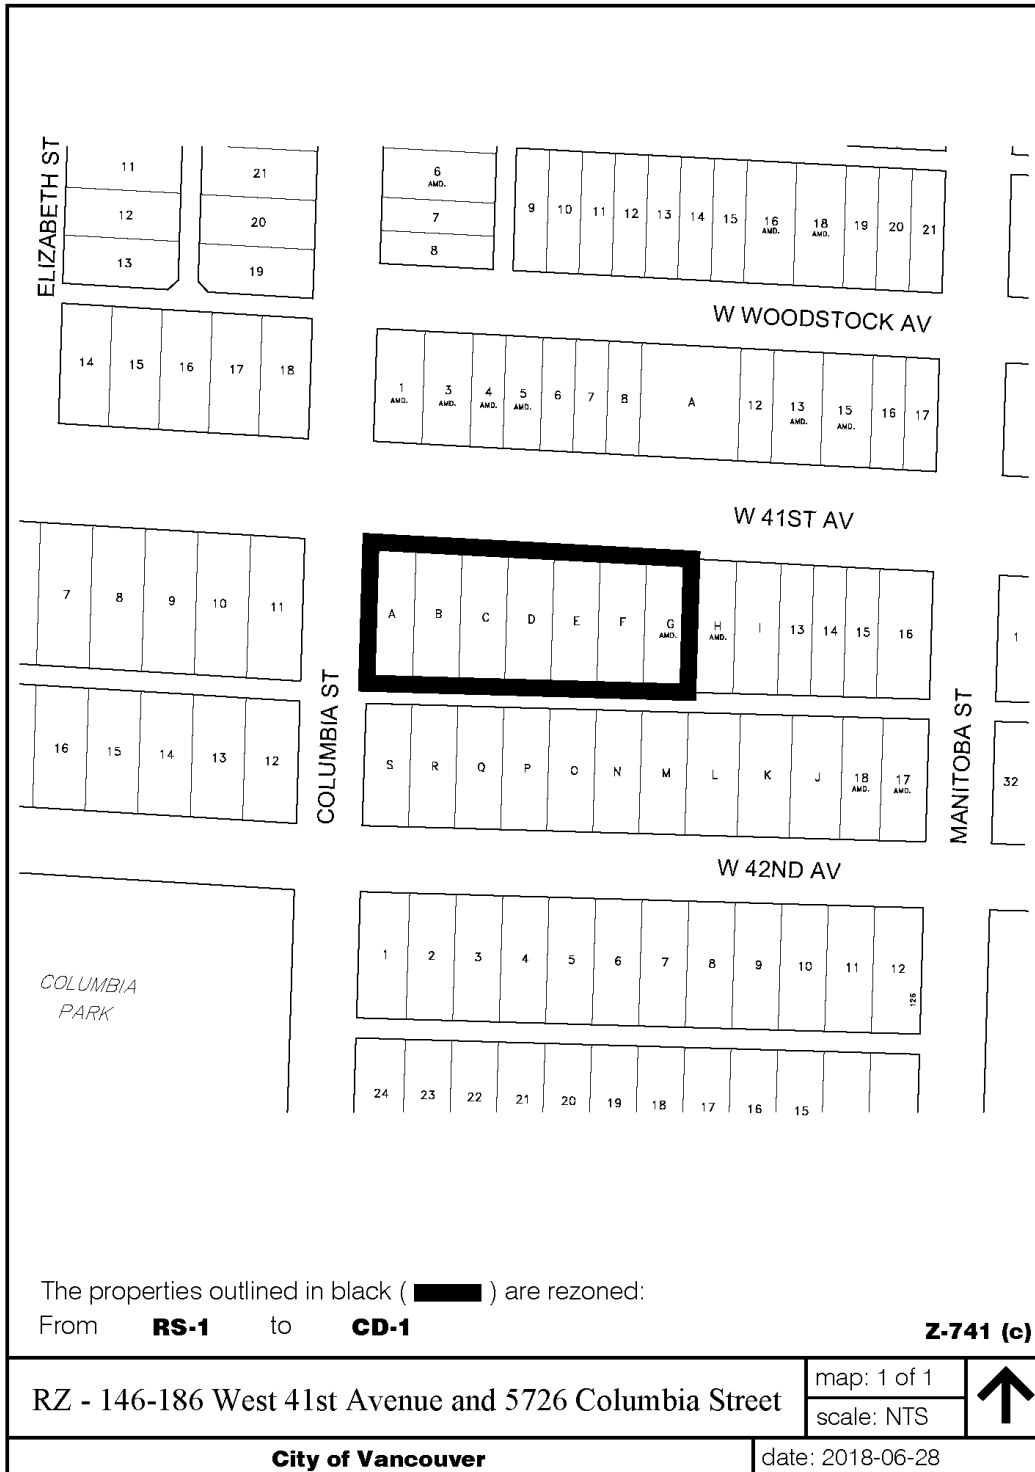 ELIZABETH ST
11
12
13
21
20
19
6
AMD.
7
8
9 10 11 12 13 14 15 16 18 19 20 21
AMD. AMD.
W WOODSTOCK AV
14 15 16 17 18
1 3 4 5 6 7 8 A 12 13 15 16 17
AMD. AMD. AMD. AMD. AMD. AMD.
W 41ST AV
7 8 9 10 11
A B C D E F G H I 13 14 15 16
AMD. AMD.
1
COLUMBIA ST
MANITOBA ST
16 15 14 13 12
S R Q P O N M L K J 18 17
AMD. AMD.
32
W 42ND AV
1 2 3 4 5 6 7 8 9 10 11 12
126
COLUMBIA
PARK
24 23 22 21 20 19 18 17 16 15
The properties outlined in black ( ) are rezoned:
From RS-1 to CD-1
Z-741 (c)
RZ - 146-186 West 41st Avenue and 5726 Columbia Street
map: 1 of 1
scale: NTS
City of Vancouver
date: 2018-06-28